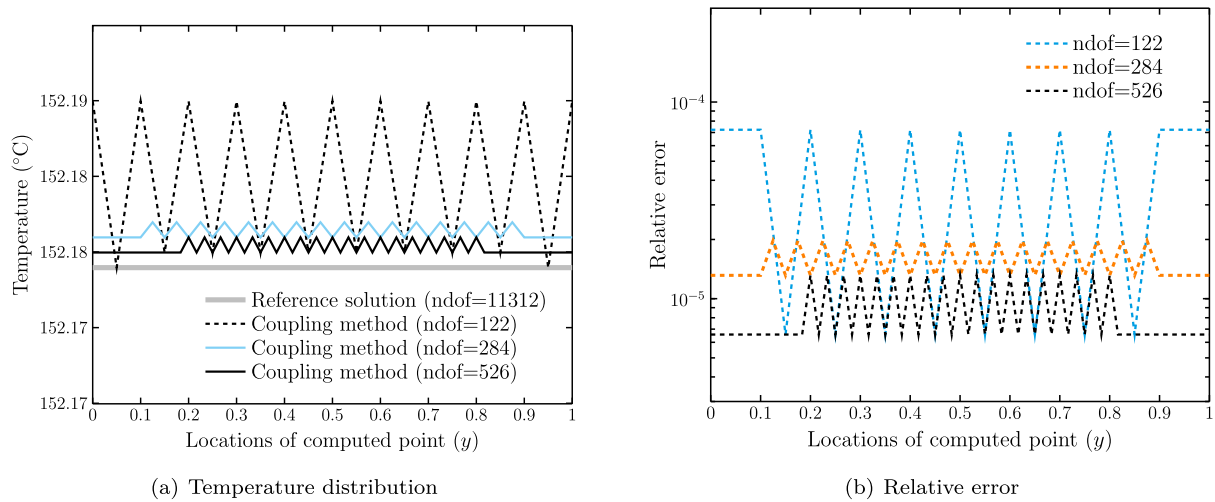 152.19
152.18
152.18
152.17
152.17
Temperature (°C)
Reference solution (ndof=11312)
Coupling method (ndof=122)
Coupling method (ndof=284)
Coupling method (ndof=526)
0 0.1 0.2 0.3 0.4 0.5 0.6 0.7 0.8 0.9 1
Locations of computed point (y)
(a) Temperature distribution
10⁻⁴
10⁻⁵
Relative error
ndof=122
ndof=284
ndof=526
0 0.1 0.2 0.3 0.4 0.5 0.6 0.7 0.8 0.9 1
Locations of computed point (y)
(b) Relative error